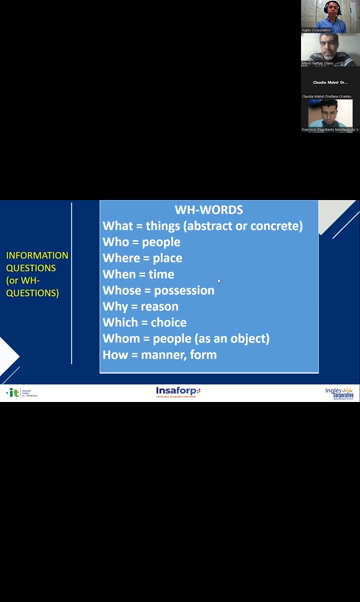 Inglés Corporativo
Claudia Mabel Or...
Claudia Mabel Orellana Orantes
INFORMATION
QUESTIONS
(or WH-
QUESTIONS)
WH-WORDS
What = things (abstract or concrete)
Who = people
Where = place
When = time
Whose = possession
Why = reason
Which = choice
Whom = people (as an object)
How = manner, form
it
Insaforp
Inglés
Corporativo